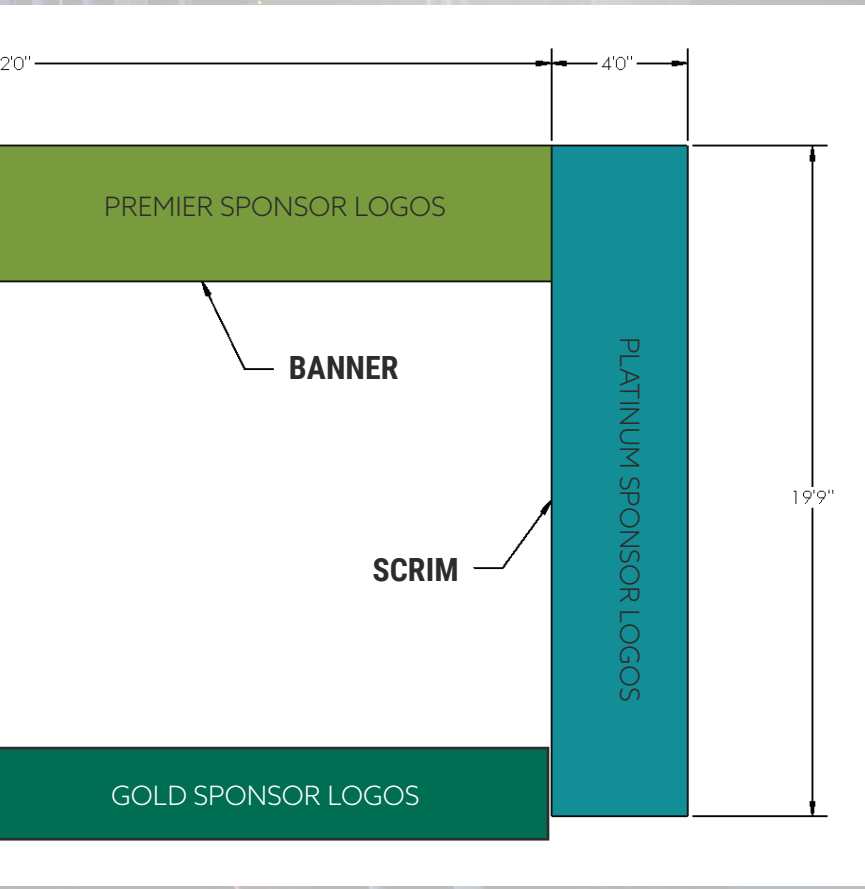 2'0"
4'0"
PREMIER SPONSOR LOGOS
BANNER
PLATINUM SPONSOR LOGOS
19'9"
SCRIM
GOLD SPONSOR LOGOS